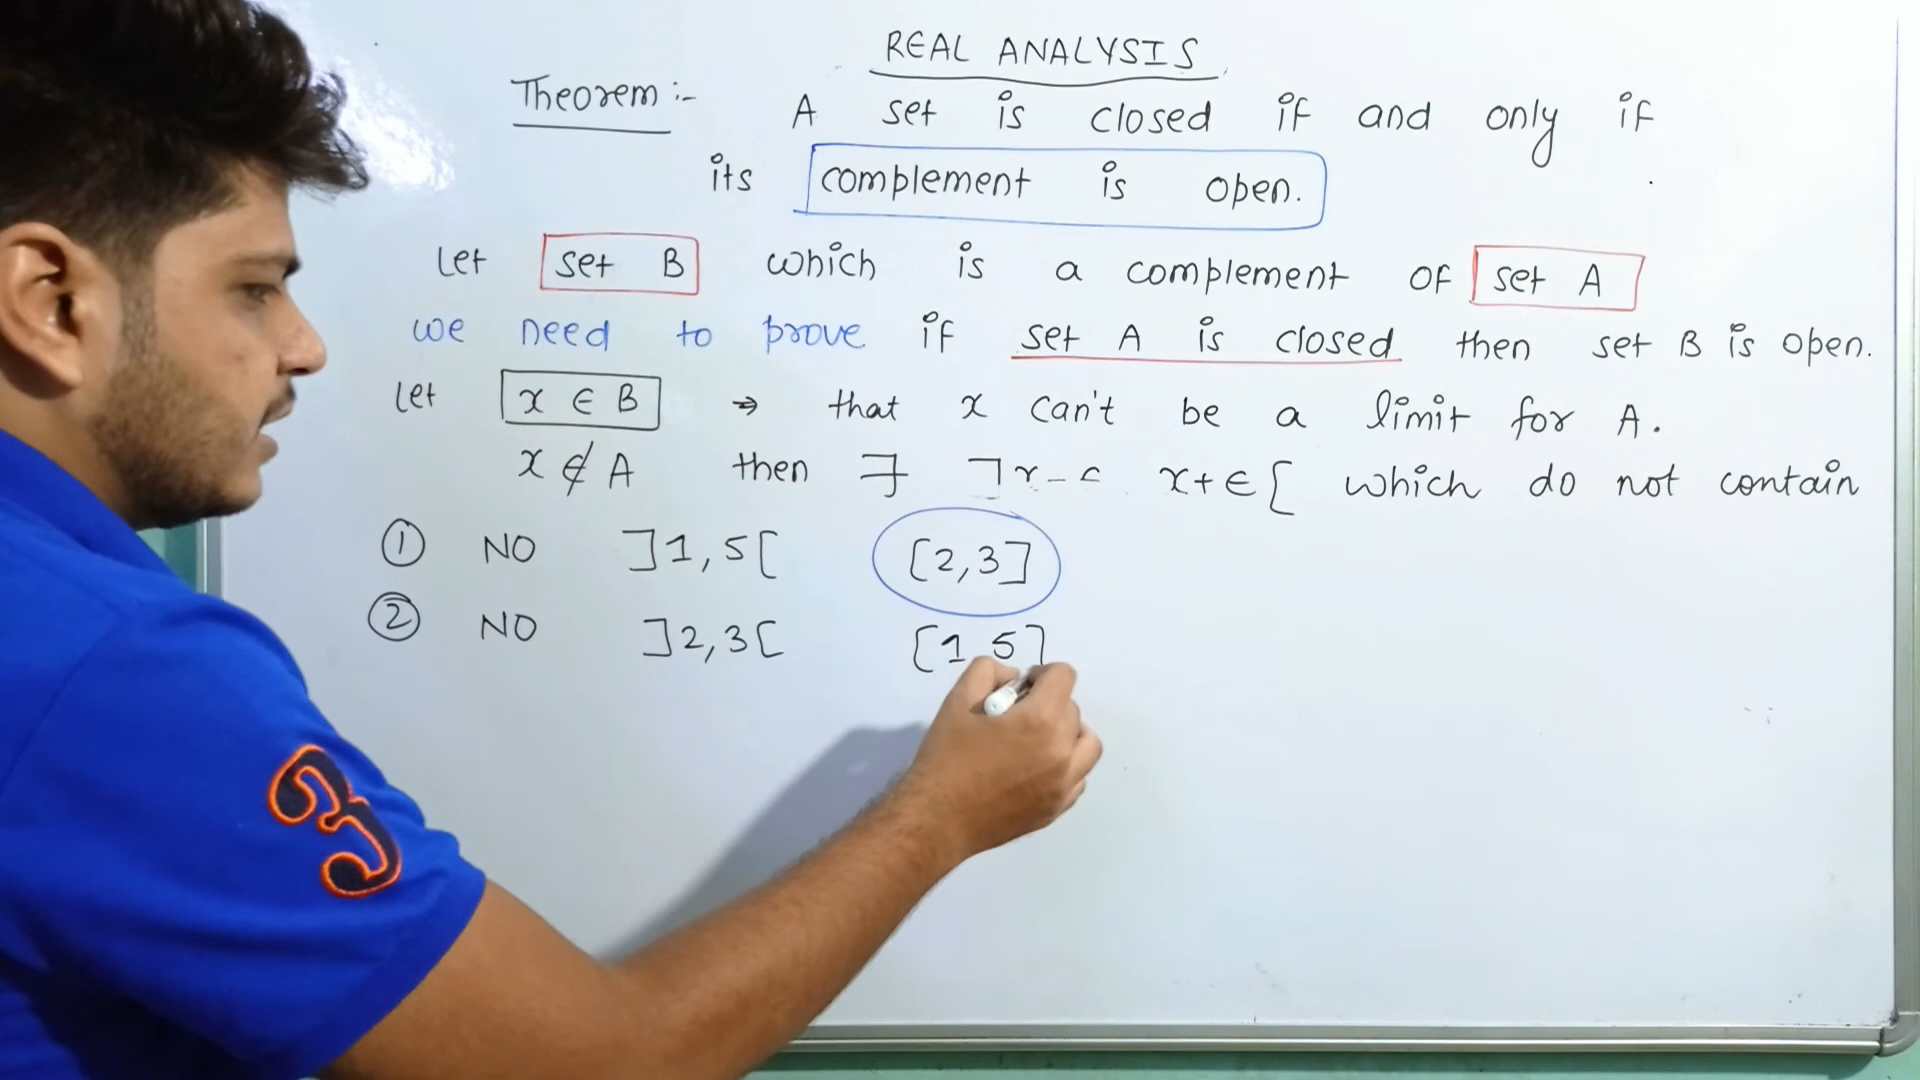 REAL ANALYSIS
Theorem :- A set is closed if and only if
its complement is open.
Let set B which is a complement of set A
we need to prove if set A is closed then set B is open.
Let x ∈ B ⇒ that x can't be a limit for A.
x ∉ A then ∃ ]x - x+∈[ which do not contain
① NO ]1,5[ [2,3]
② NO ]2,3[ [1 5]
3